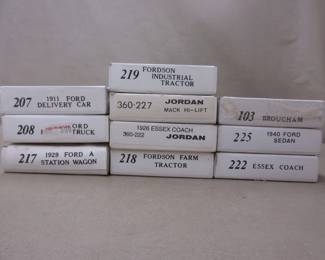 219 FORDSON
INDUSTRIAL
TRACTOR
207 1911 FORD
DELIVERY CAR
360-227 JORDAN
MACK HI-LIFT
103 BROUGHAM
208 FORD
TRUCK
1926 ESSEX COACH
360-222 JORDAN
225 1940 FORD
SEDAN
217 1929 FORD A
STATION WAGON
218 FORDSON FARM
TRACTOR
222 ESSEX COACH